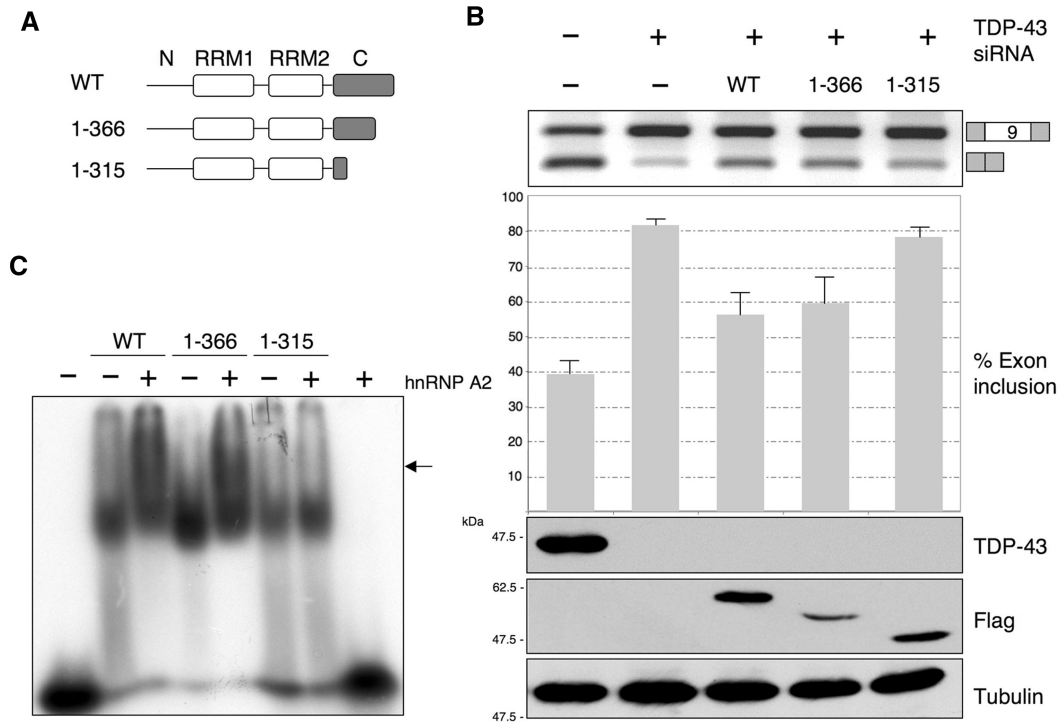 A
N RRM1 RRM2 C
WT
1-366
1-315
B
− + + + + TDP-43 siRNA
− − WT 1-366 1-315
9
100
80
70
60
50
40
30
20
10
% Exon inclusion
kDa
47.5 - TDP-43
62.5 -
47.5 - Flag
47.5 - Tubulin
C
WT 1-366 1-315
− − + − + − + + hnRNP A2